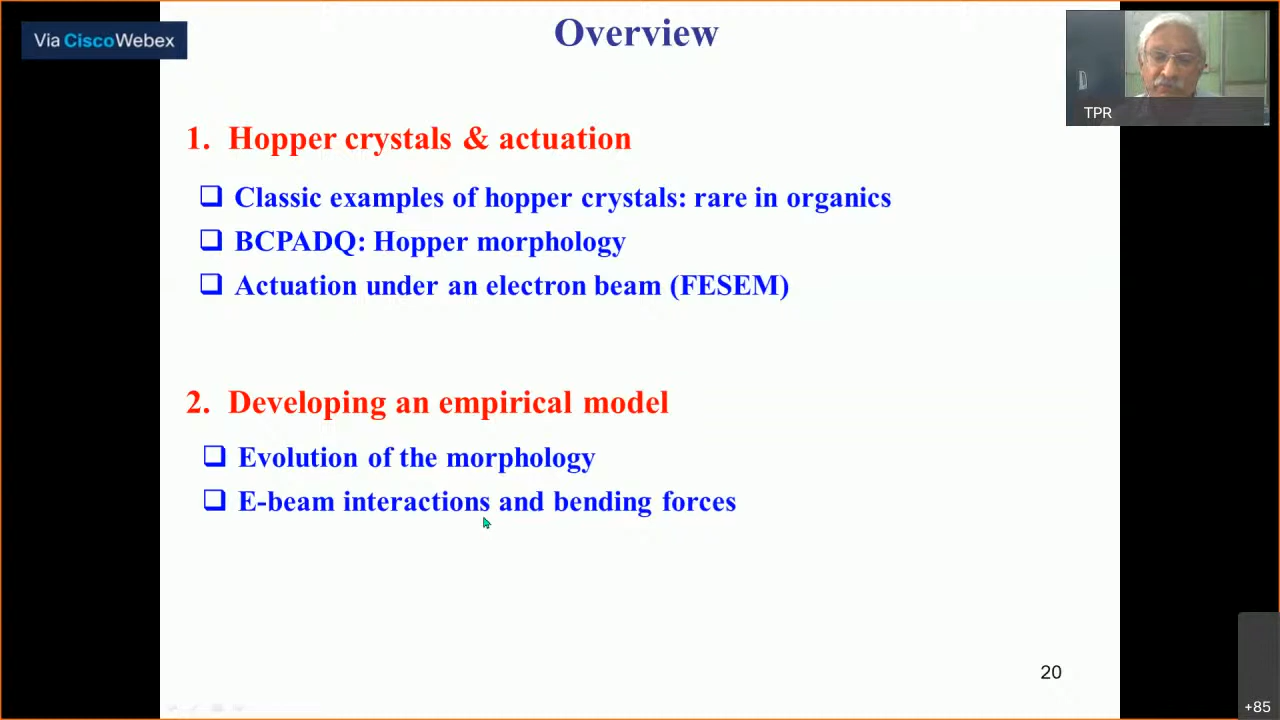 Via CiscoWebex
Overview
TPR
1. Hopper crystals & actuation
Classic examples of hopper crystals: rare in organics
BCPADQ: Hopper morphology
Actuation under an electron beam (FESEM)
2. Developing an empirical model
Evolution of the morphology
E-beam interactions and bending forces
20
+85